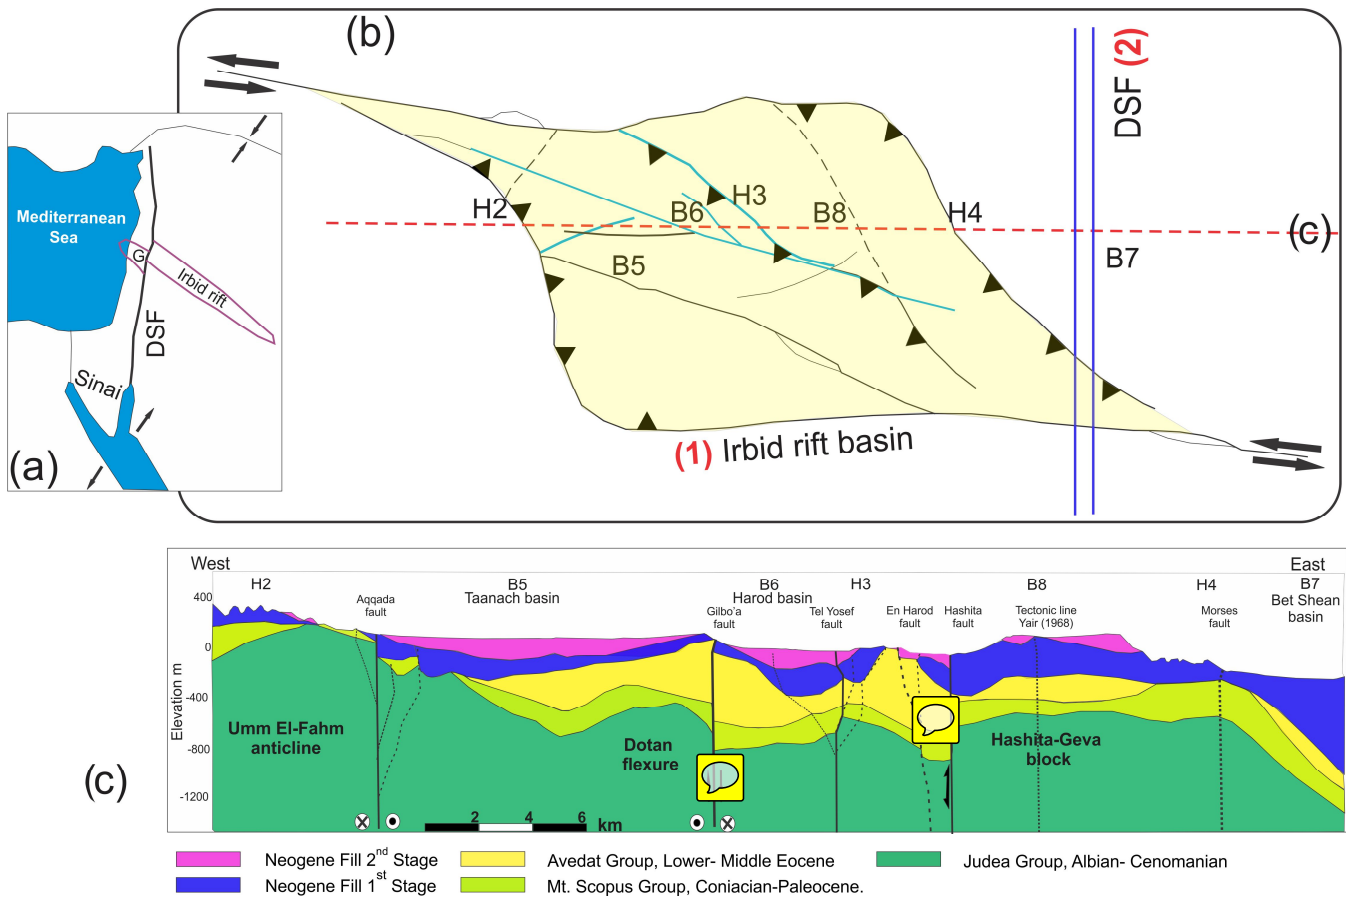 (b)
DSF (2)
Mediterranean
Sea
G
Irbid rift
DSF
Sinai
(a)
H2
B6
H3
B8
H4
(c)
B7
B5
(1) Irbid rift basin
West
East
H2
B5
B6
H3
B8
H4
B7
Taanach basin
Harod basin
Bet Shean
basin
Aqqada
fault
Gilbo'a
fault
Tel Yosef
fault
En Harod
fault
Hashita
fault
Tectonic line
Yair (1968)
Morses
fault
400
0
-400
-800
-1200
Elevation m
Umm El-Fahm
anticline
Dotan
flexure
Hashita-Geva
block
(c)
2 4 6 km
Neogene Fill 2nd Stage
Avedat Group, Lower- Middle Eocene
Judea Group, Albian- Cenomanian
Neogene Fill 1st Stage
Mt. Scopus Group, Coniacian-Paleocene.